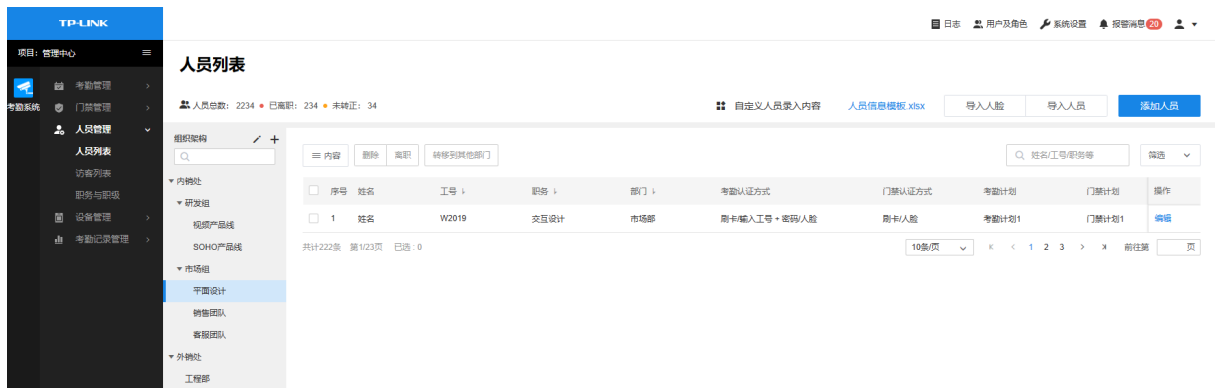 TP-LINK
日志 用户及角色 系统设置 报警消息 20
项目: 管理中心
考勤系统
考勤管理
门禁管理
人员管理
人员列表
访客列表
职务与职级
设备管理
考勤记录管理
人员列表
人员总数: 2234 已离职: 234 未转正: 34
自定义人员录入内容 人员信息模板.xlsx 导入人脸 导入人员 添加人员
组织架构
内销处
研发组
视频产品线
SOHO产品线
市场组
平面设计
销售团队
客服团队
外销处
工程部
内容 删除 离职 转移到其他部门 姓名/工号/职务等 筛选
序号 姓名 工号 职务 部门 考勤认证方式 门禁认证方式 考勤计划 门禁计划 操作
1 姓名 W2019 交互设计 市场部 刷卡/输入工号 + 密码/人脸 刷卡/人脸 考勤计划1 门禁计划1 编辑
共计222条 第1/23页 已选 : 0 10条/页 1 2 3 前往第 页